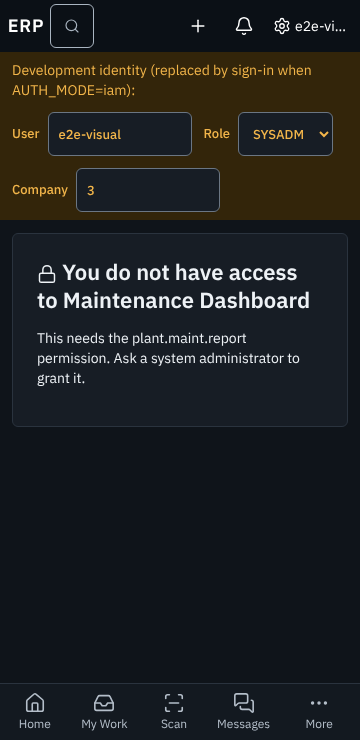 ERP
e2e-vi...
Development identity (replaced by sign-in when
AUTH_MODE=iam):
User e2e-visual Role SYSADM
Company 3
You do not have access
to Maintenance Dashboard
This needs the plant.maint.report
permission. Ask a system administrator to
grant it.
Home My Work Scan Messages More